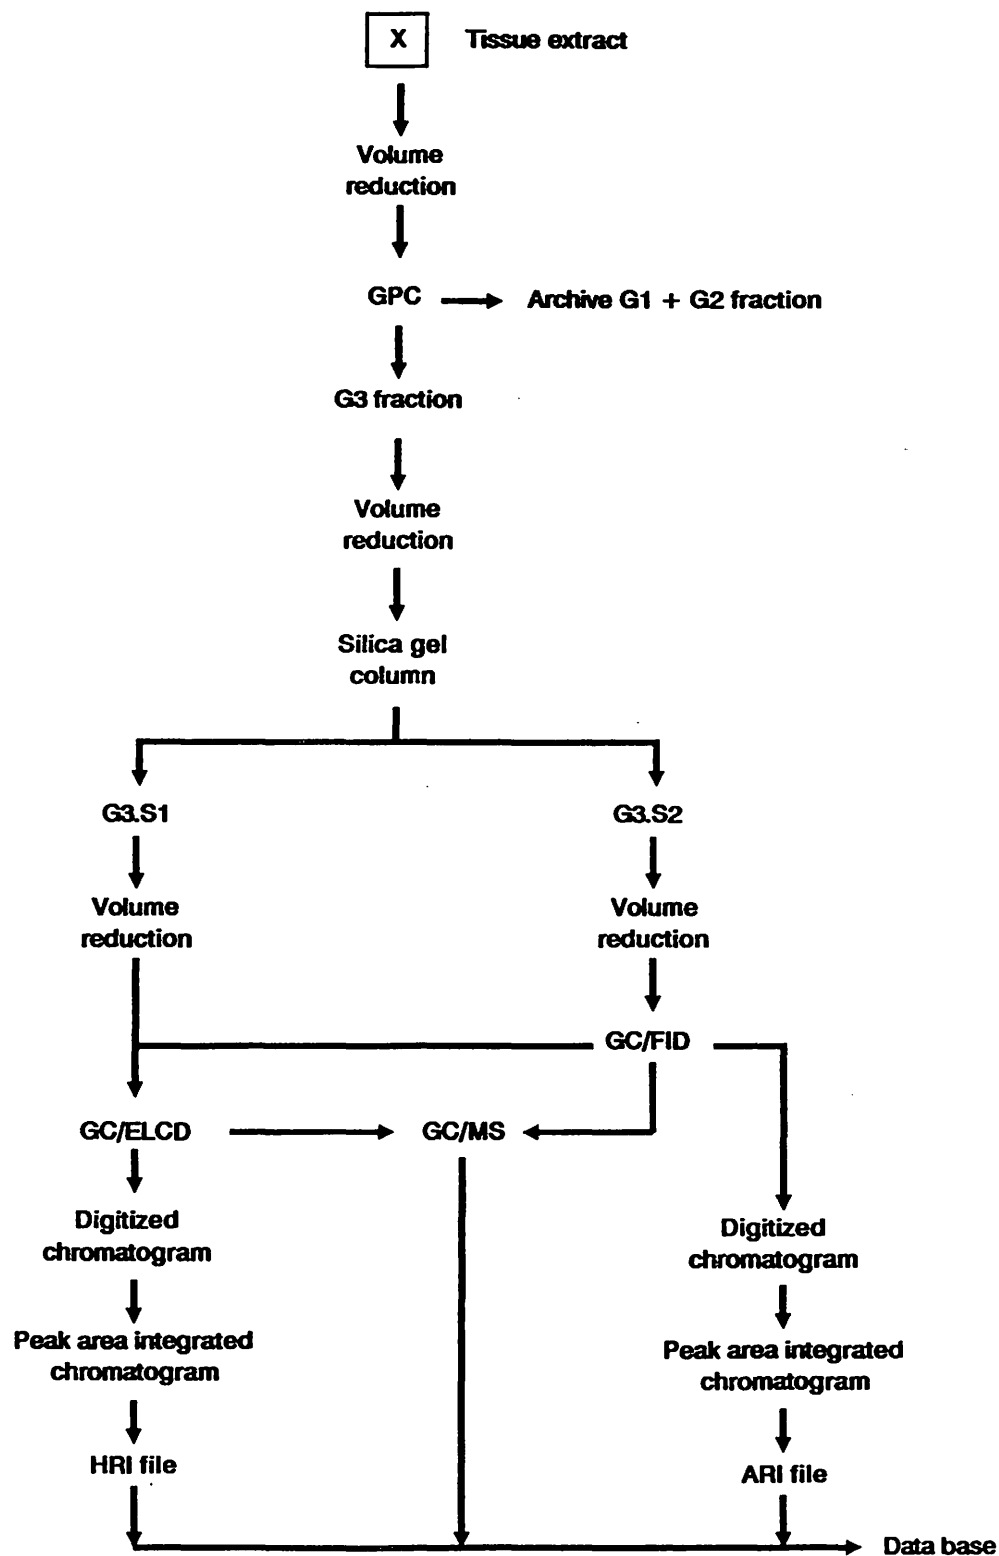 X Tissue extract
Volume
reduction
GPC
Archive G1 + G2 fraction
G3 fraction
Volume
reduction
Silica gel
column
G3.S1
G3.S2
Volume
reduction
Volume
reduction
GC/FID
GC/ELCD
GC/MS
Digitized
chromatogram
Digitized
chromatogram
Peak area integrated
chromatogram
Peak area integrated
chromatogram
HRI file
ARI file
Data base